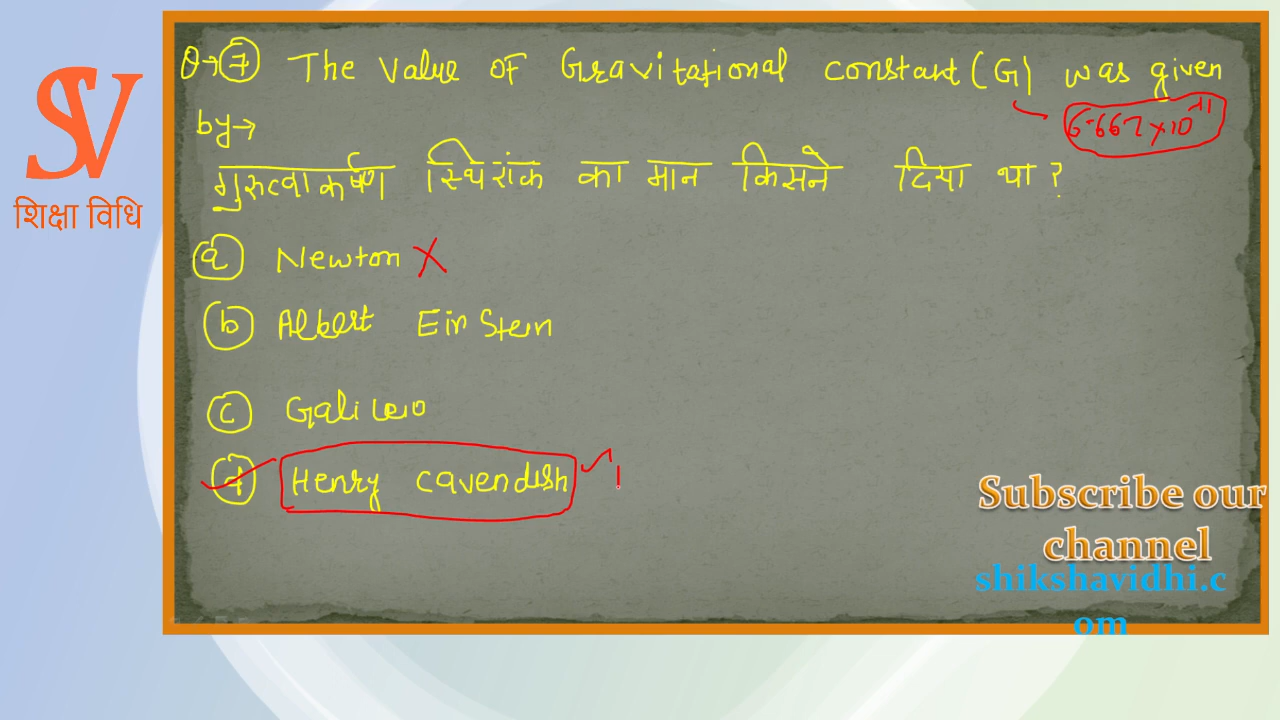 SV
शिक्षा विधि
Q→ 7 The Value OF Gravitational constant (G) was given
6.667×10⁻¹¹
by→
गुरुत्वाकर्षण स्थिरांक का मान किसने दिया था ?
a Newton X
b Albert Einstein
c Galileo
d Henry cavendish ✓
Subscribe our
channel
shikshavidhi.c
om